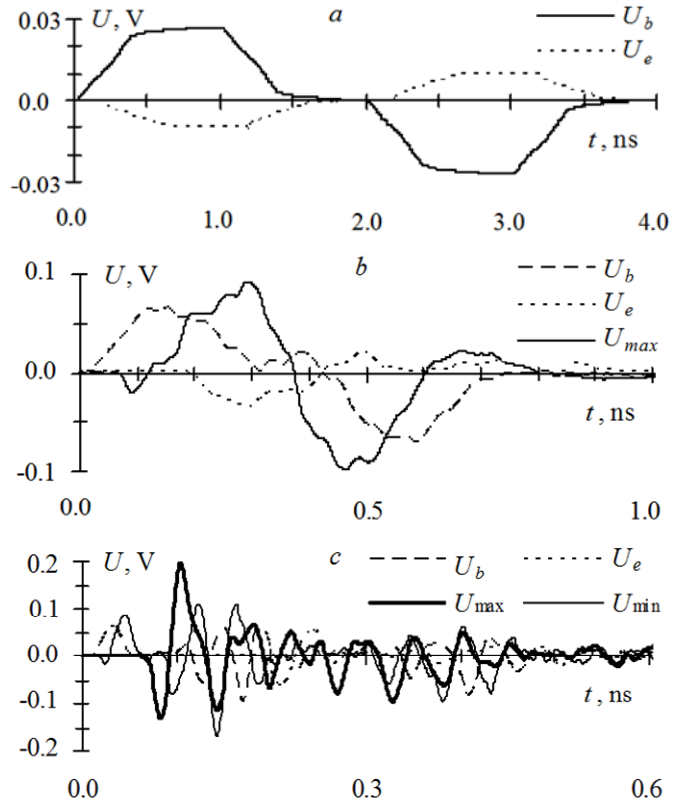 0.03 U, V a U_b
U_e
0.0
t, ns
-0.03
0.0 1.0 2.0 3.0 4.0
0.1 U, V b U_b
U_e
U_max
0.0
t, ns
-0.1
0.0 0.5 1.0
0.2 U, V c U_b U_e
0.1 U_max U_min
0.0
-0.1 t, ns
-0.2
0.0 0.3 0.6